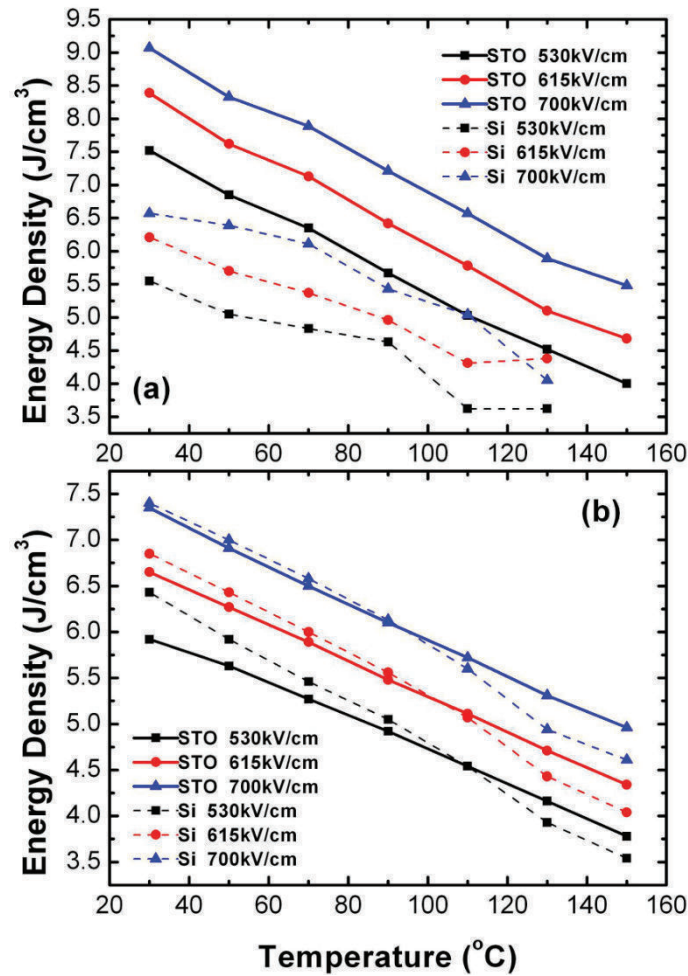 9.5
9.0
8.5
8.0
7.5
7.0
6.5
6.0
5.5
5.0
4.5
4.0
3.5
Energy Density (J/cm³)
STO 530kV/cm
STO 615kV/cm
STO 700kV/cm
Si 530kV/cm
Si 615kV/cm
Si 700kV/cm
(a)
20 40 60 80 100 120 140 160
7.5
7.0
6.5
6.0
5.5
5.0
4.5
4.0
3.5
Energy Density (J/cm³)
(b)
STO 530kV/cm
STO 615kV/cm
STO 700kV/cm
Si 530kV/cm
Si 615kV/cm
Si 700kV/cm
20 40 60 80 100 120 140 160
Temperature (°C)